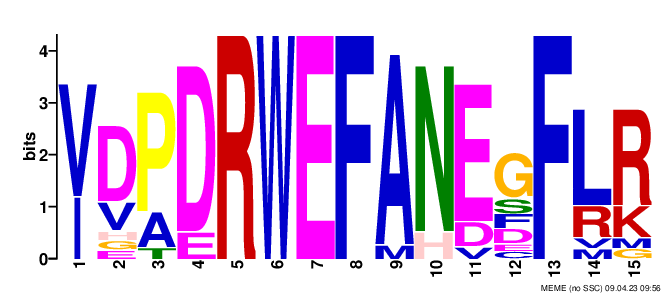 4
3
2
1
0
bits
V D P D R W E F A N E G F L R
I V A E M H D S R K
H T V F V M
G D M G
E E
C
1 2 3 4 5 6 7 8 9 10 11 12 13 14 15
MEME (no SSC) 09.04.23 09:56